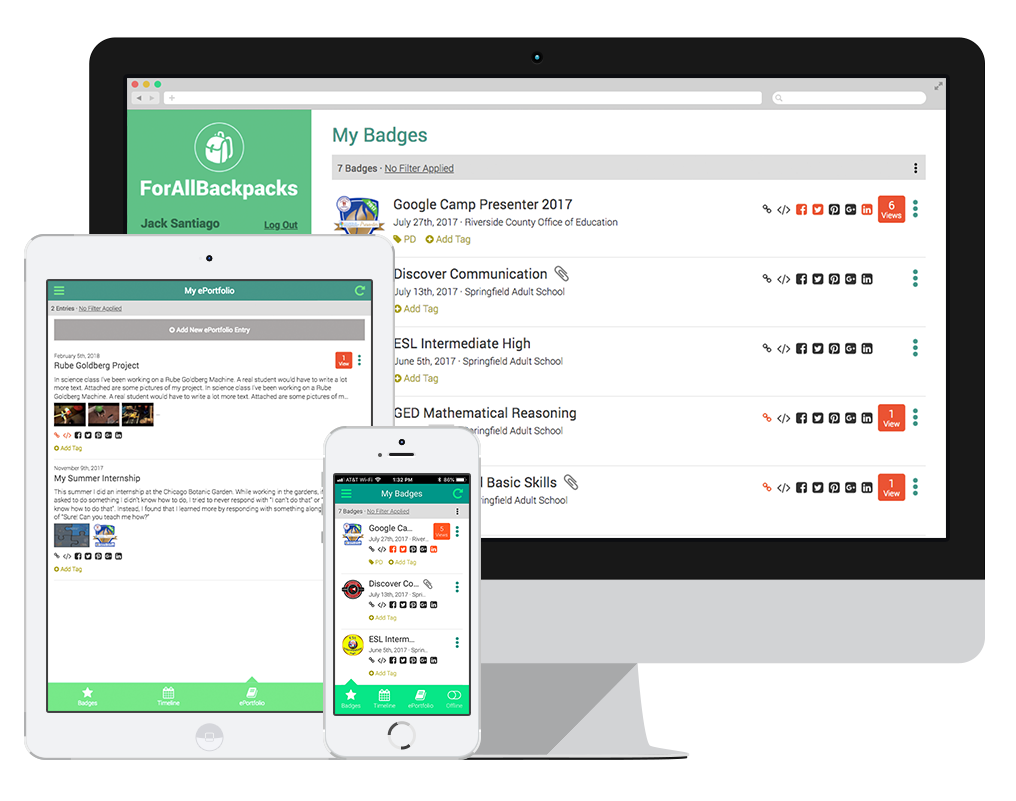 ForAllBackpacks
Jack Santiago
Log Out
My Badges
7 Badges · No Filter Applied
Google Camp Presenter 2017
July 27th, 2017 · Riverside County Office of Education
PD
Add Tag
6
Views
Discover Communication
July 13th, 2017 · Springfield Adult School
Add Tag
ESL Intermediate High
June 5th, 2017 · Springfield Adult School
Add Tag
GED Mathematical Reasoning
Springfield Adult School
1
View
Basic Skills
Springfield Adult School
1
View
My ePortfolio
2 Entries · No Filter Applied
Add New ePortfolio Entry
February 5th, 2018
Rube Goldberg Project
1
View
In science class I've been working on a Rube Goldberg Machine. A real student would have to write a lot
more text. Attached are some pictures of my project. In science class I've been working on a Rube
Goldberg Machine. A real student would have to write a lot more text. Attached are some pictures of m...
...
Add Tag
November 9th, 2017
My Summer Internship
This summer I did an internship at the Chicago Botanic Garden. While working in the gardens, i
asked to do something I didn't know how to do, I tried to never respond with "I can't do that" or "
know how to do that". Instead, I found that I learned more by responding with something along
of "Sure! Can you teach me how?"
Add Tag
Badges
Timeline
ePortfolio
AT&T Wi-Fi
1:32 PM
86%
My Badges
7 Badges · No Filter Applied
Google Ca...
July 27th, 2017 · River..
PD
Add Tag
5
Views
Discover Co...
July 13th, 2017 · Spri..
Add Tag
ESL Interm...
June 5th, 2017 · Spri..
Add Tag
Badges
Timeline
ePortfolio
Offline